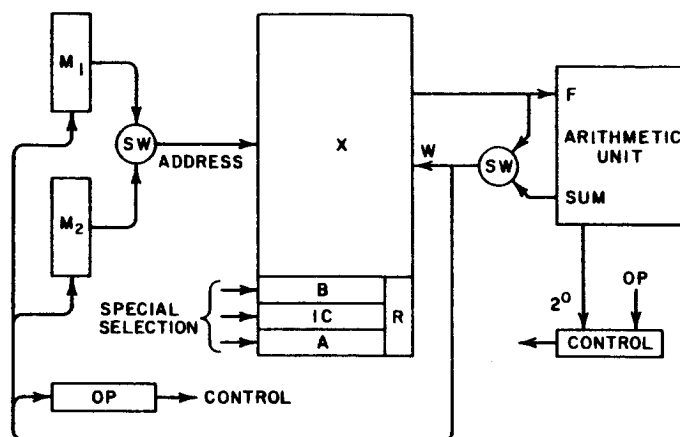 M1
SW
ADDRESS
M2
X
W
SW
F
ARITHMETIC
UNIT
SUM
SPECIAL
SELECTION
B
IC
A
R
2⁰
OP
CONTROL
OP
CONTROL